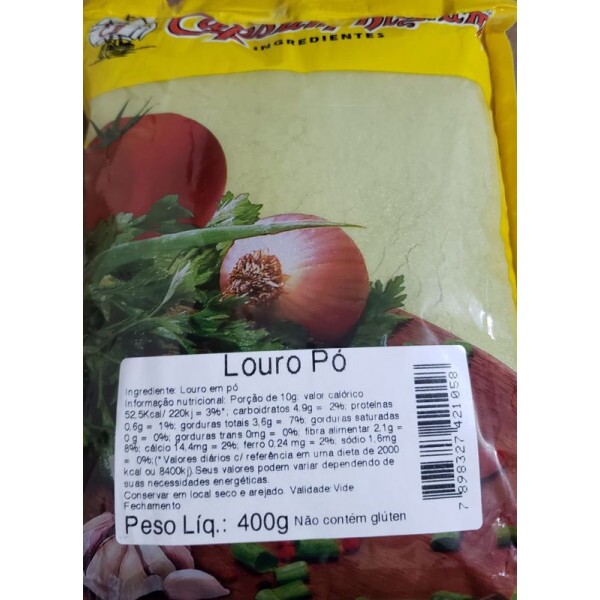 INGREDIENTES
Louro Pó
Ingrediente: Louro em pó
Informação nutricional: Porção de 10g: valor calórico
52,5Kcal/ 220kj = 3%*; carboidratos 4,9g = 2%; proteínas
0,6g = 1%; gorduras totais 3,6g = 7%; gorduras saturadas
0 g = 0%; gorduras trans 0mg = 0%; fibra alimentar 2,1g =
8%; cálcio 14,4mg = 2%; ferro 0,24 mg = 2%; sódio 1,6mg
= 0%;(* Valores diários c/ referência em uma dieta de 2000
kcal ou 8400kj).Seus valores podem variar dependendo de
suas necessidades energéticas.
Conservar em local seco e arejado. Validade: Vide
Fechamento
Peso Líq.: 400g Não contém glúten
7 898327 421058